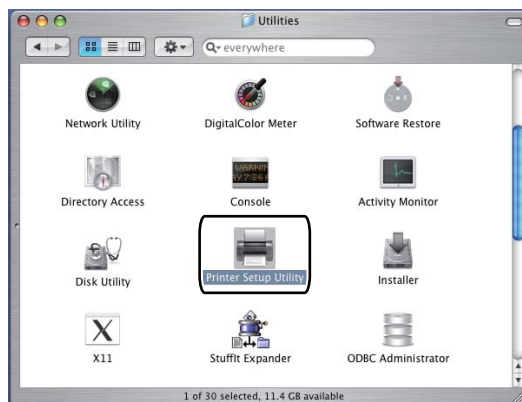 Utilities
everywhere
Network Utility
DigitalColor Meter
Software Restore
Directory Access
Console
Activity Monitor
Disk Utility
Printer Setup Utility
Installer
X11
StuffIt Expander
ODBC Administrator
1 of 30 selected, 11.4 GB available